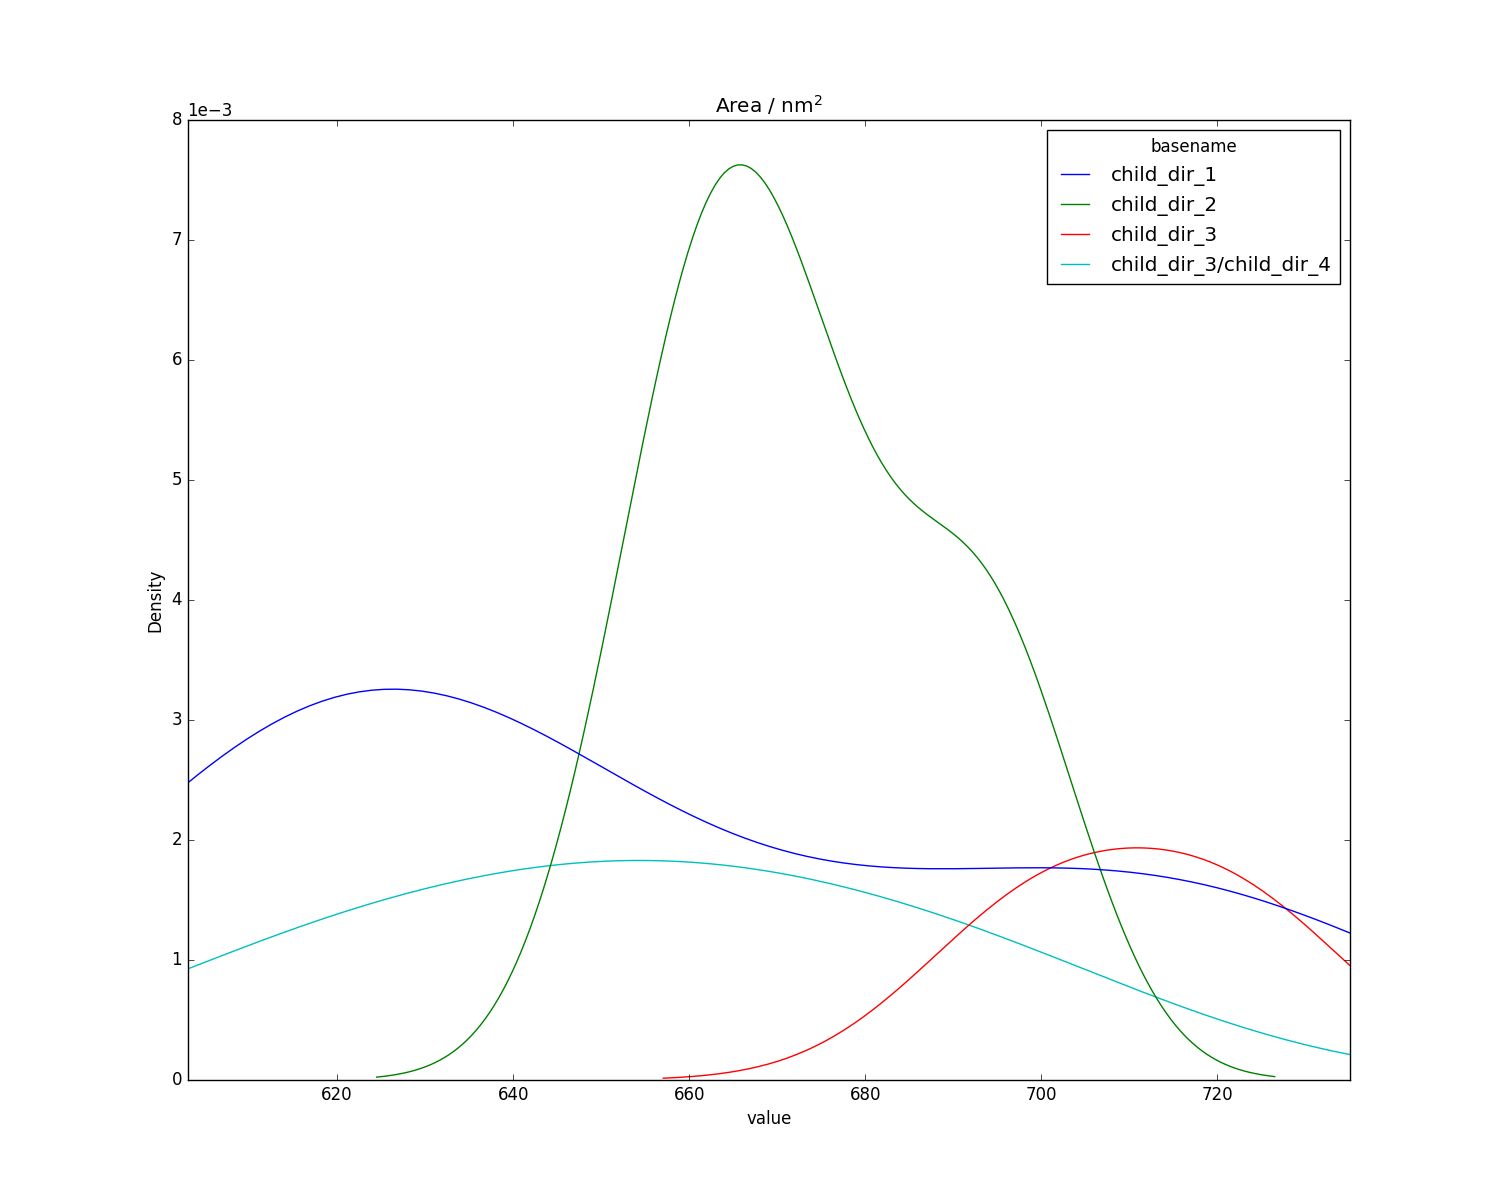 Area / nm²
1e−3
8
7
6
5
4
3
2
1
0
Density
620 640 660 680 700 720
value
basename
child_dir_1
child_dir_2
child_dir_3
child_dir_3/child_dir_4